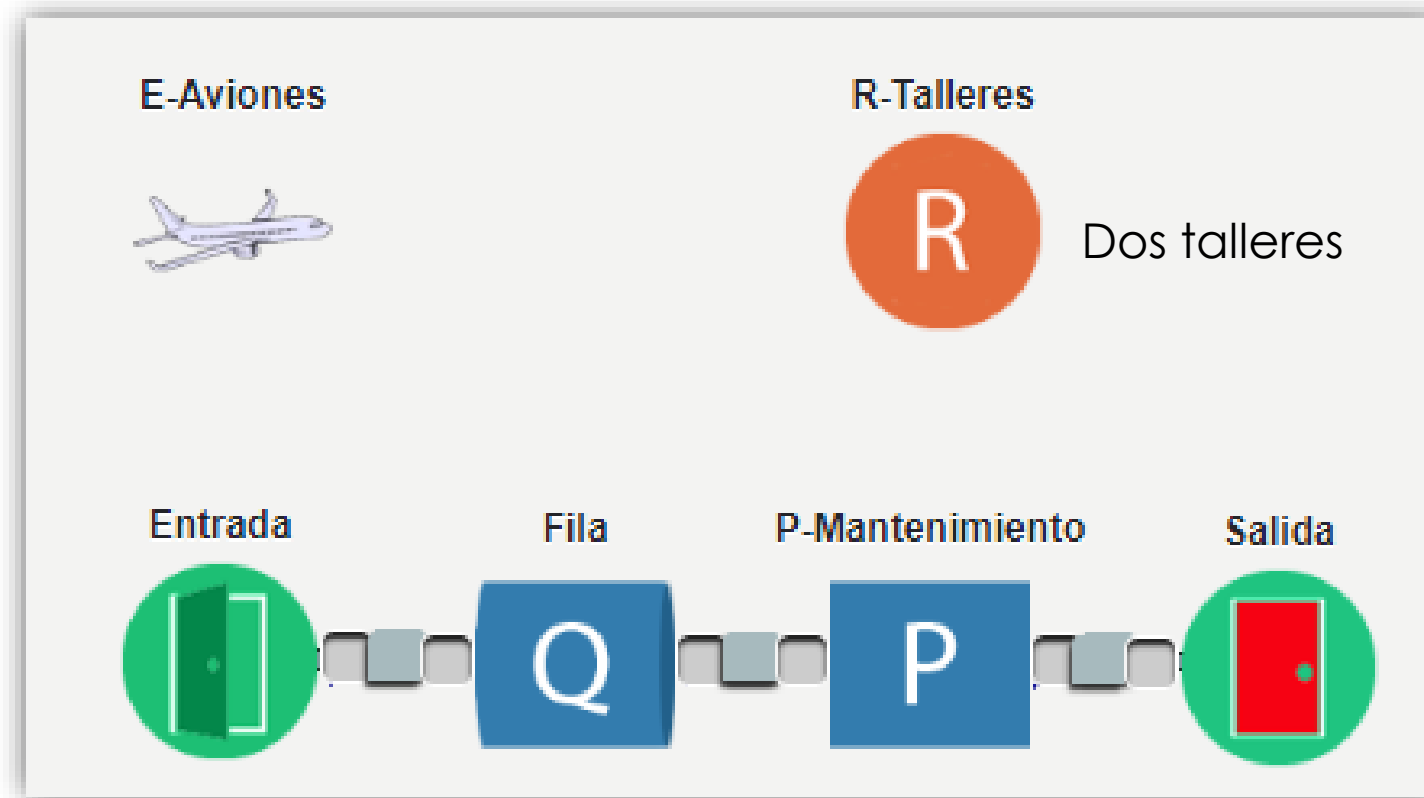 E-Aviones
R-Talleres
R
Dos talleres
Entrada
Fila
P-Mantenimiento
Salida
Q
P